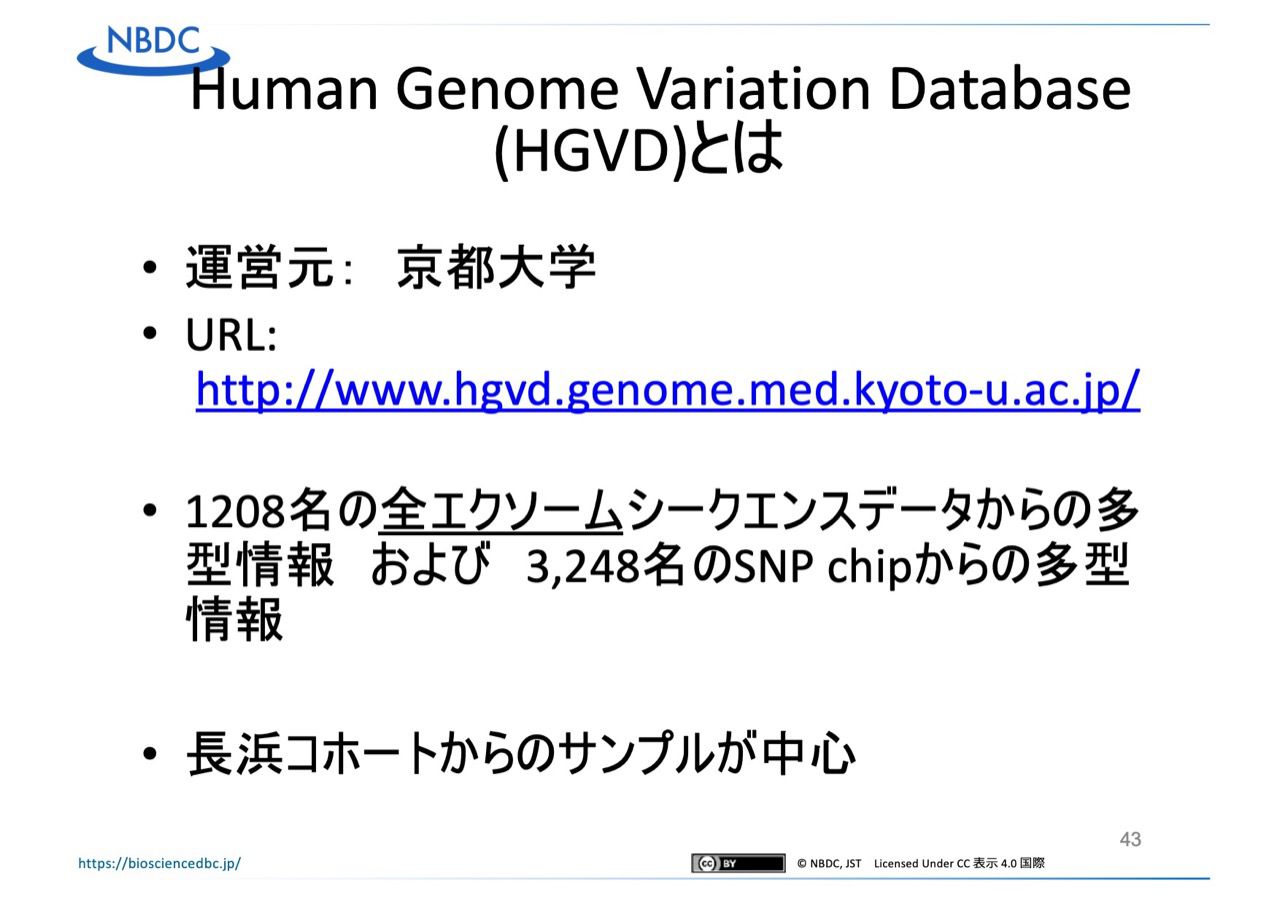 NBDC
Human Genome Variation Database
(HGVD)とは
• 運営元： 京都大学
• URL:
http://www.hgvd.genome.med.kyoto-u.ac.jp/
• 1208名の全エクソームシークエンスデータからの多
型情報　および　3,248名のSNP chipからの多型
情報
• 長浜コホートからのサンプルが中心
43
https://biosciencedbc.jp/
cc BY © NBDC, JST Licensed Under CC 表示 4.0 国際